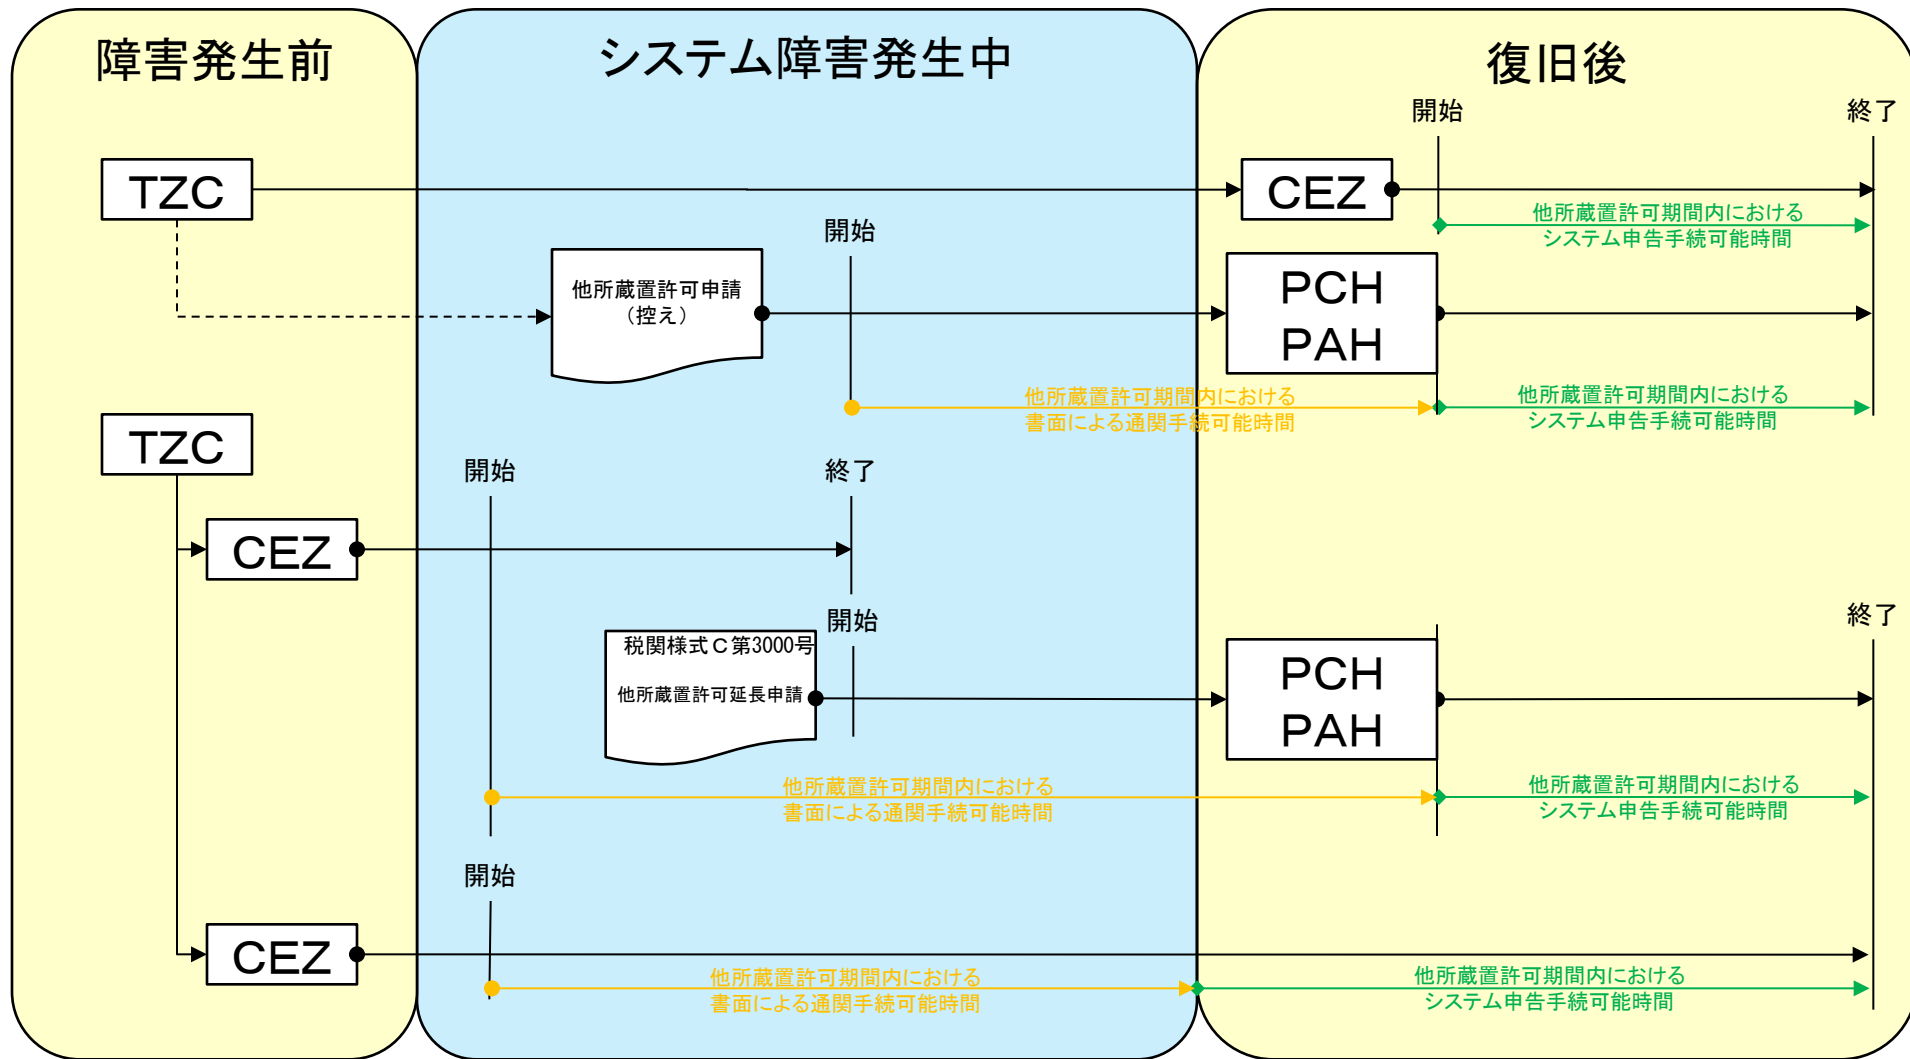 障害発生前
システム障害発生中
復旧後
開始
終了
TZC
CEZ
他所蔵置許可期間内における
システム申告手続可能時間
開始
他所蔵置許可申請
（控え）
PCH
PAH
他所蔵置許可期間内における
書面による通関手続可能時間
他所蔵置許可期間内における
システム申告手続可能時間
TZC
開始
終了
CEZ
開始
終了
税関様式C第3000号
他所蔵置許可延長申請
PCH
PAH
他所蔵置許可期間内における
書面による通関手続可能時間
他所蔵置許可期間内における
システム申告手続可能時間
開始
CEZ
他所蔵置許可期間内における
書面による通関手続可能時間
他所蔵置許可期間内における
システム申告手続可能時間